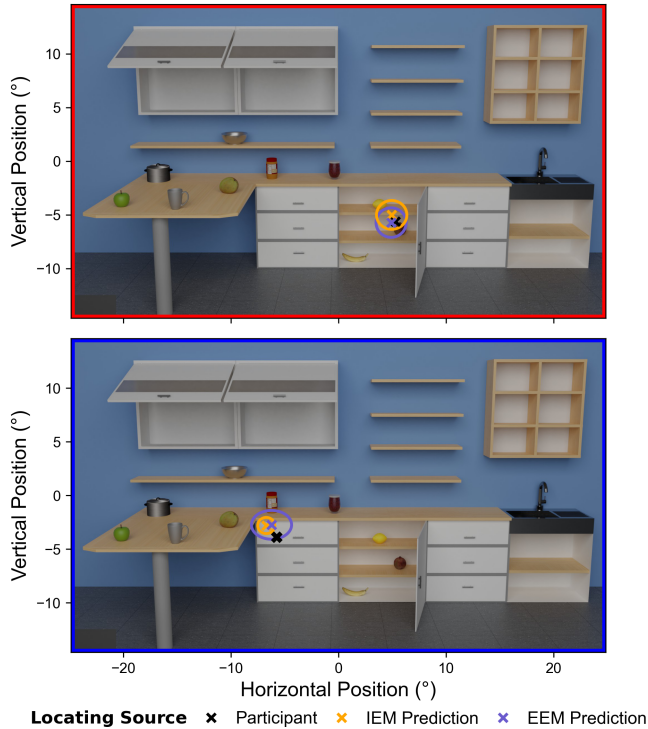 10
5
0
−5
−10
Vertical Position (°)
10
5
0
−5
−10
Vertical Position (°)
−20 −10 0 10 20
Horizontal Position (°)
Locating Source Participant IEM Prediction EEM Prediction